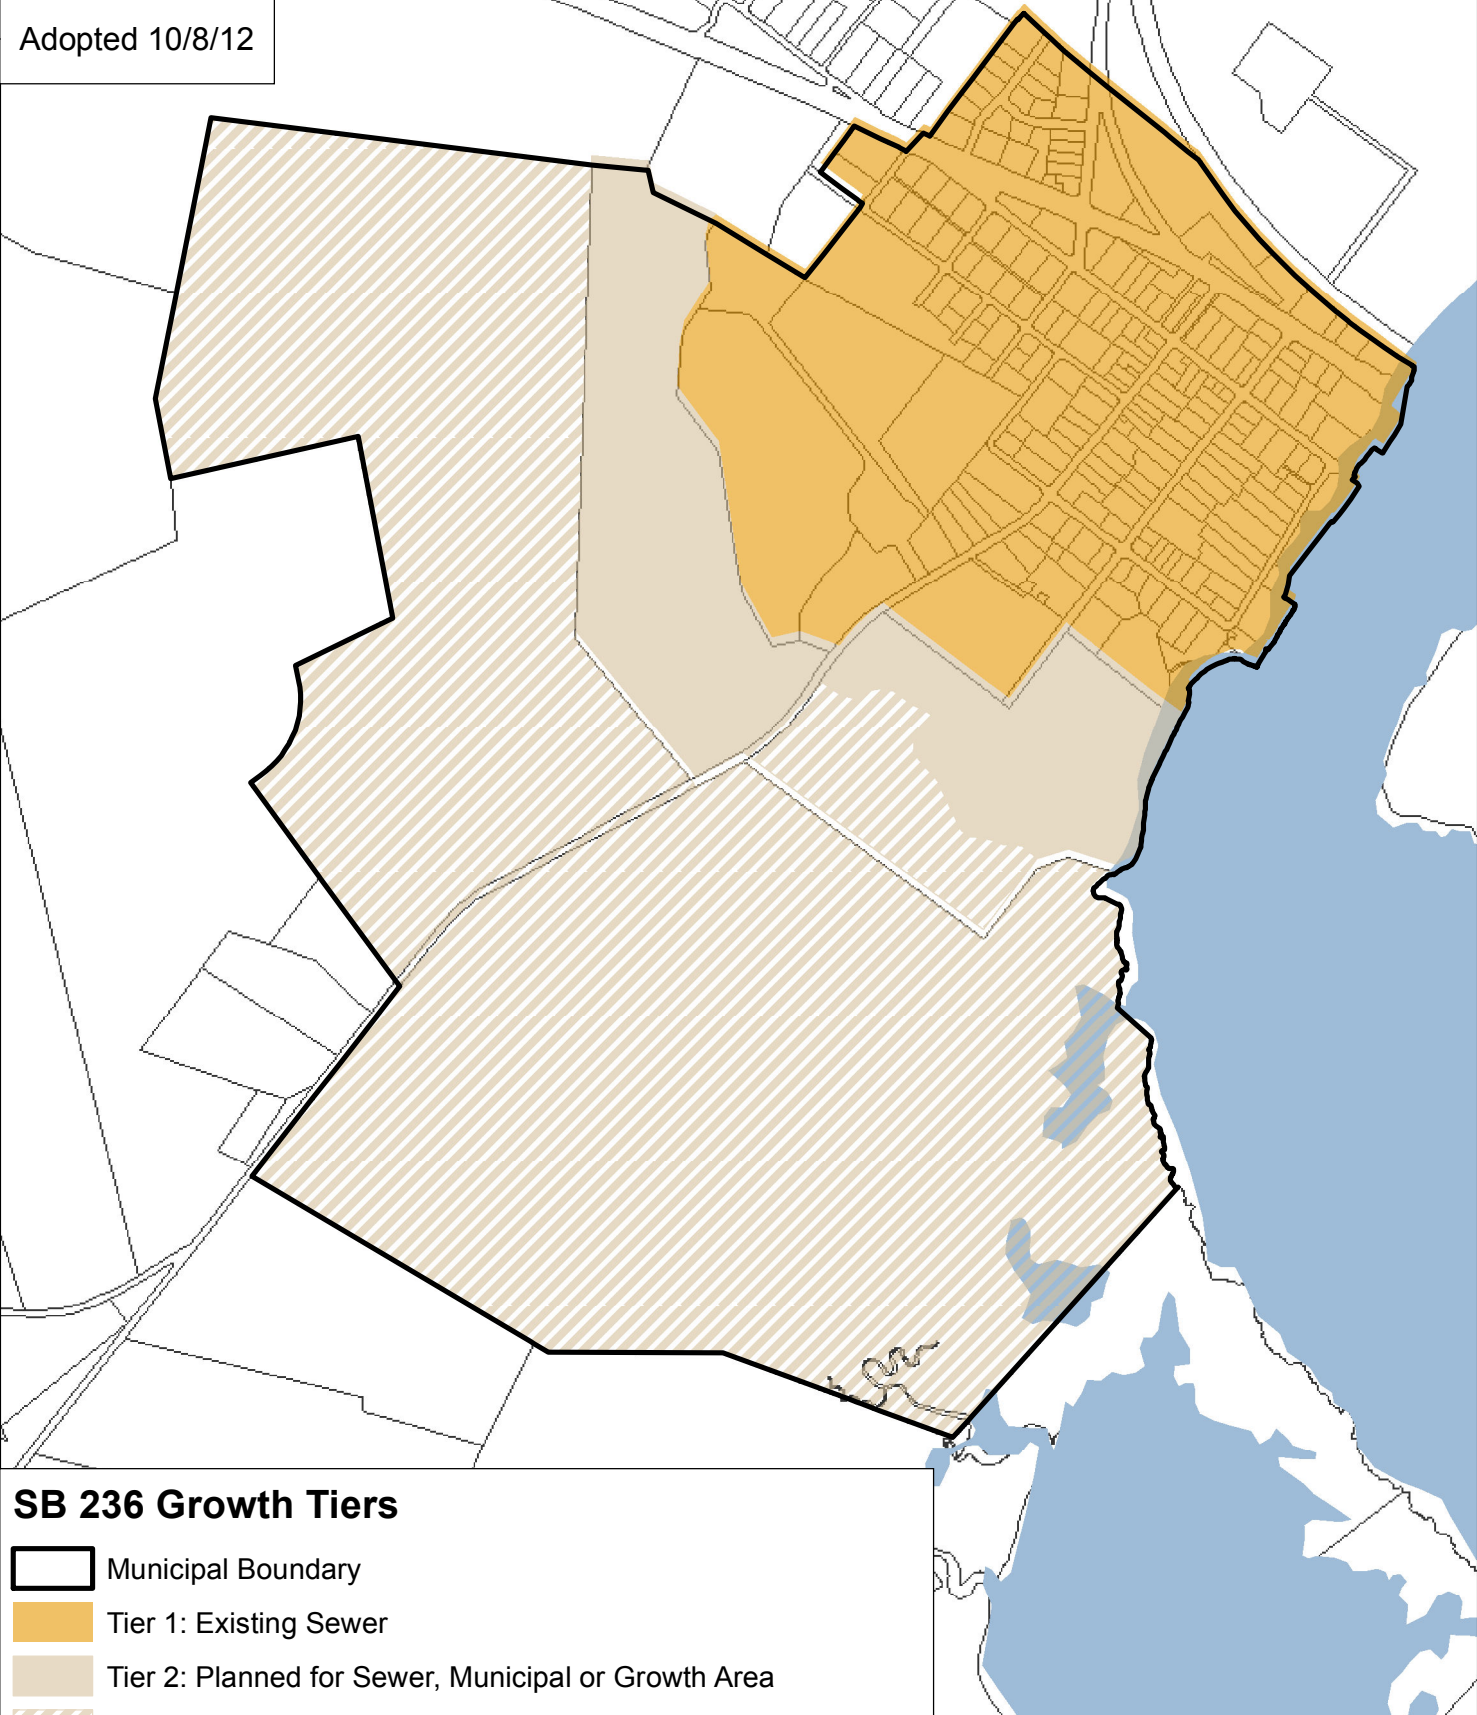 Adopted 10/8/12
SB 236 Growth Tiers
Municipal Boundary
Tier 1: Existing Sewer
Tier 2: Planned for Sewer, Municipal or Growth Area